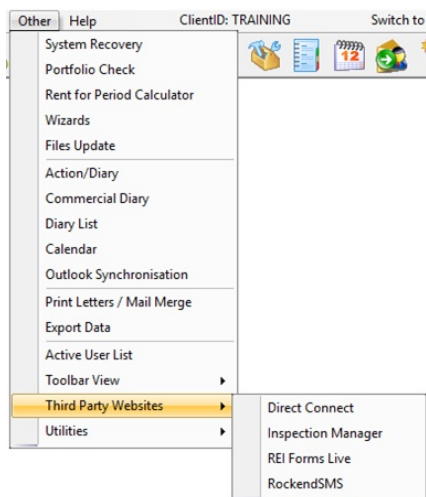 Other Help ClientID: TRAINING Switch to
System Recovery
Portfolio Check
Rent for Period Calculator
Wizards
Files Update
Action/Diary
Commercial Diary
Diary List
Calendar
Outlook Synchronisation
Print Letters / Mail Merge
Export Data
Active User List
Toolbar View
Third Party Websites
Utilities
Direct Connect
Inspection Manager
REI Forms Live
RockendSMS
12